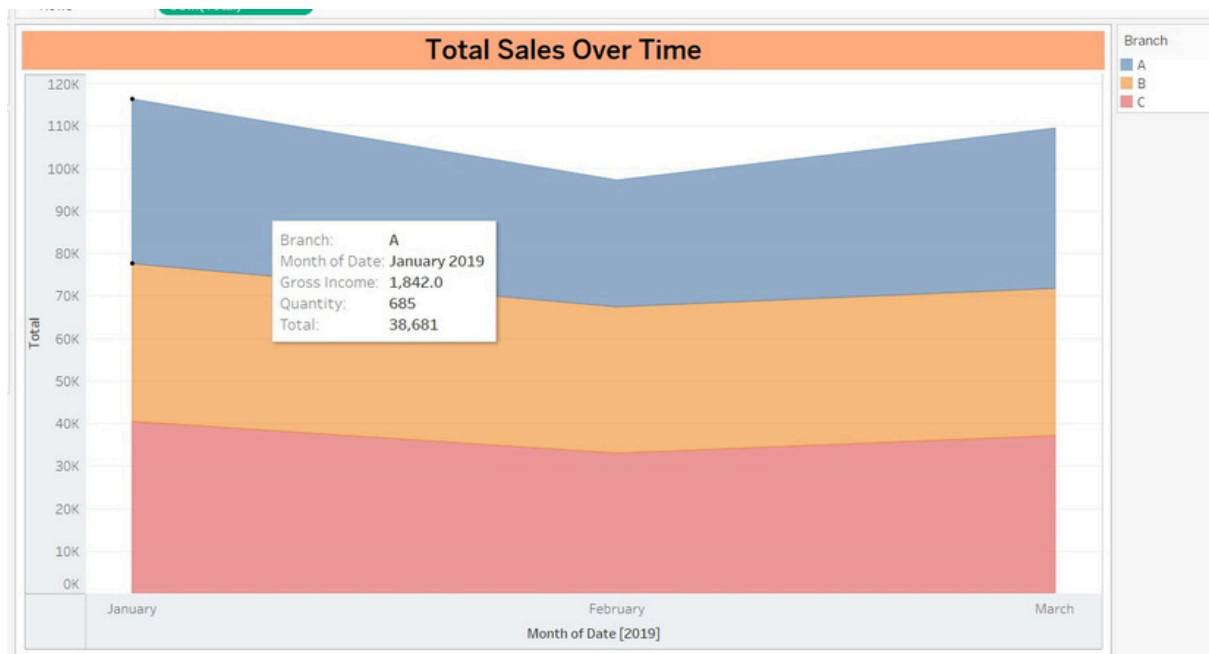 Total Sales Over Time
Branch
A
B
C
120K
110K
100K
90K
80K
70K
60K
50K
40K
30K
20K
10K
0K
Total
Branch: A
Month of Date: January 2019
Gross Income: 1,842.0
Quantity: 685
Total: 38,681
January
February
March
Month of Date [2019]